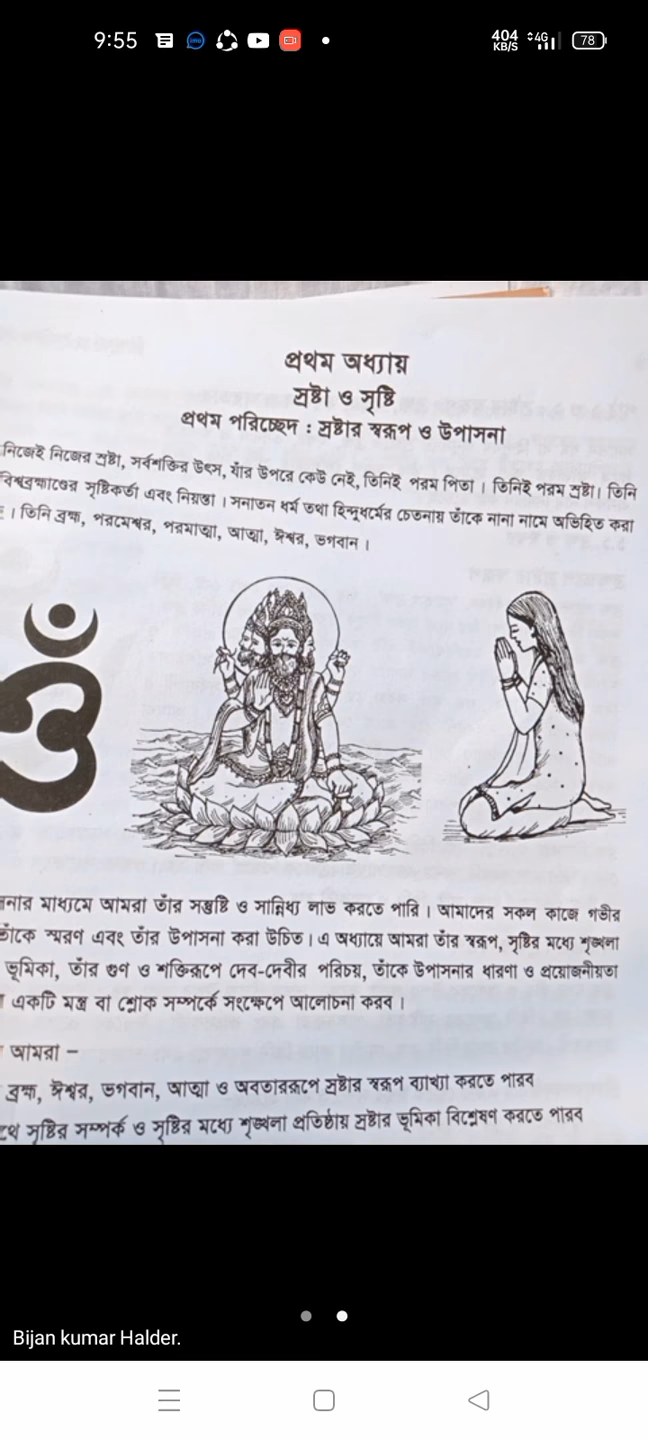 9:55
404
KB/S
4G
78
প্রথম অধ্যায়
স্রষ্টা ও সৃষ্টি
প্রথম পরিচ্ছেদ : স্রষ্টার স্বরূপ ও উপাসনা
নিজেই নিজের স্রষ্টা, সর্বশক্তির উৎস, যাঁর উপরে কেউ নেই, তিনিই পরম পিতা । তিনিই পরম স্রষ্টা। তিনি
বিশ্বব্রহ্মাণ্ডের সৃষ্টিকর্তা এবং নিয়ন্তা । সনাতন ধর্ম তথা হিন্দুধর্মের চেতনায় তাঁকে নানা নামে অভিহিত করা
। তিনি ব্রহ্ম, পরমেশ্বর, পরমাত্মা, আত্মা, ঈশ্বর, ভগবান ।
ওঁ
মাধ্যমে আমরা তাঁর সন্তুষ্টি ও সান্নিধ্য লাভ করতে পারি । আমাদের সকল কাজে গভীর
তাঁকে স্মরণ এবং তাঁর উপাসনা করা উচিত । এ অধ্যায়ে আমরা তাঁর স্বরূপ, সৃষ্টির মধ্যে শৃঙ্খলা
ভূমিকা, তাঁর গুণ ও শক্তিরূপে দেব-দেবীর পরিচয়, তাঁকে উপাসনার ধারণা ও প্রয়োজনীয়তা
একটি মন্ত্র বা শ্লোক সম্পর্কে সংক্ষেপে আলোচনা করব ।
আমরা –
ব্রহ্ম, ঈশ্বর, ভগবান, আত্মা ও অবতাররূপে স্রষ্টার স্বরূপ ব্যাখ্যা করতে পারব
সৃষ্টির সম্পর্ক ও সৃষ্টির মধ্যে শৃঙ্খলা প্রতিষ্ঠায় স্রষ্টার ভূমিকা বিশ্লেষণ করতে পারব
Bijan kumar Halder.